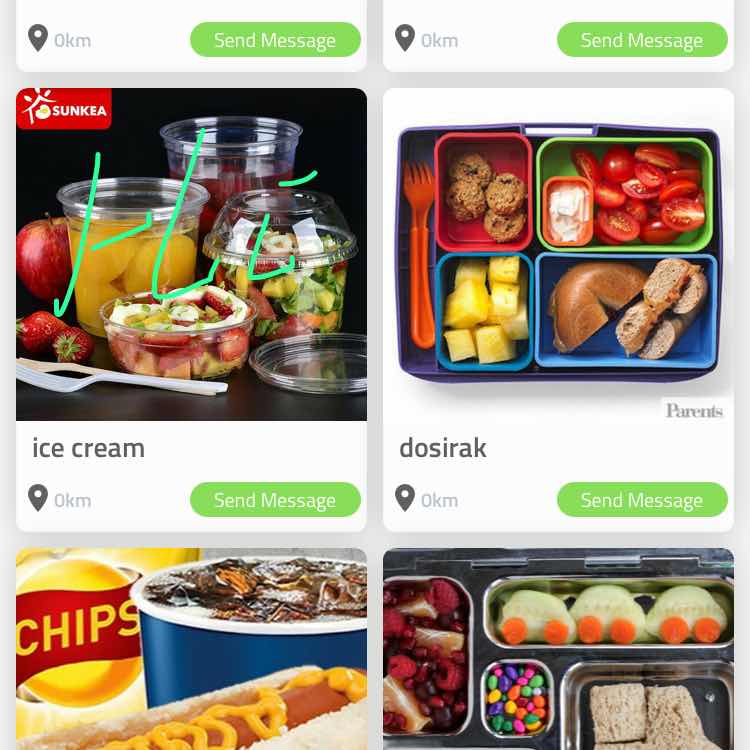 0km
Send Message
0km
Send Message
SUNKEA
Parents
ice cream
dosirak
0km
Send Message
0km
Send Message
CHIPS